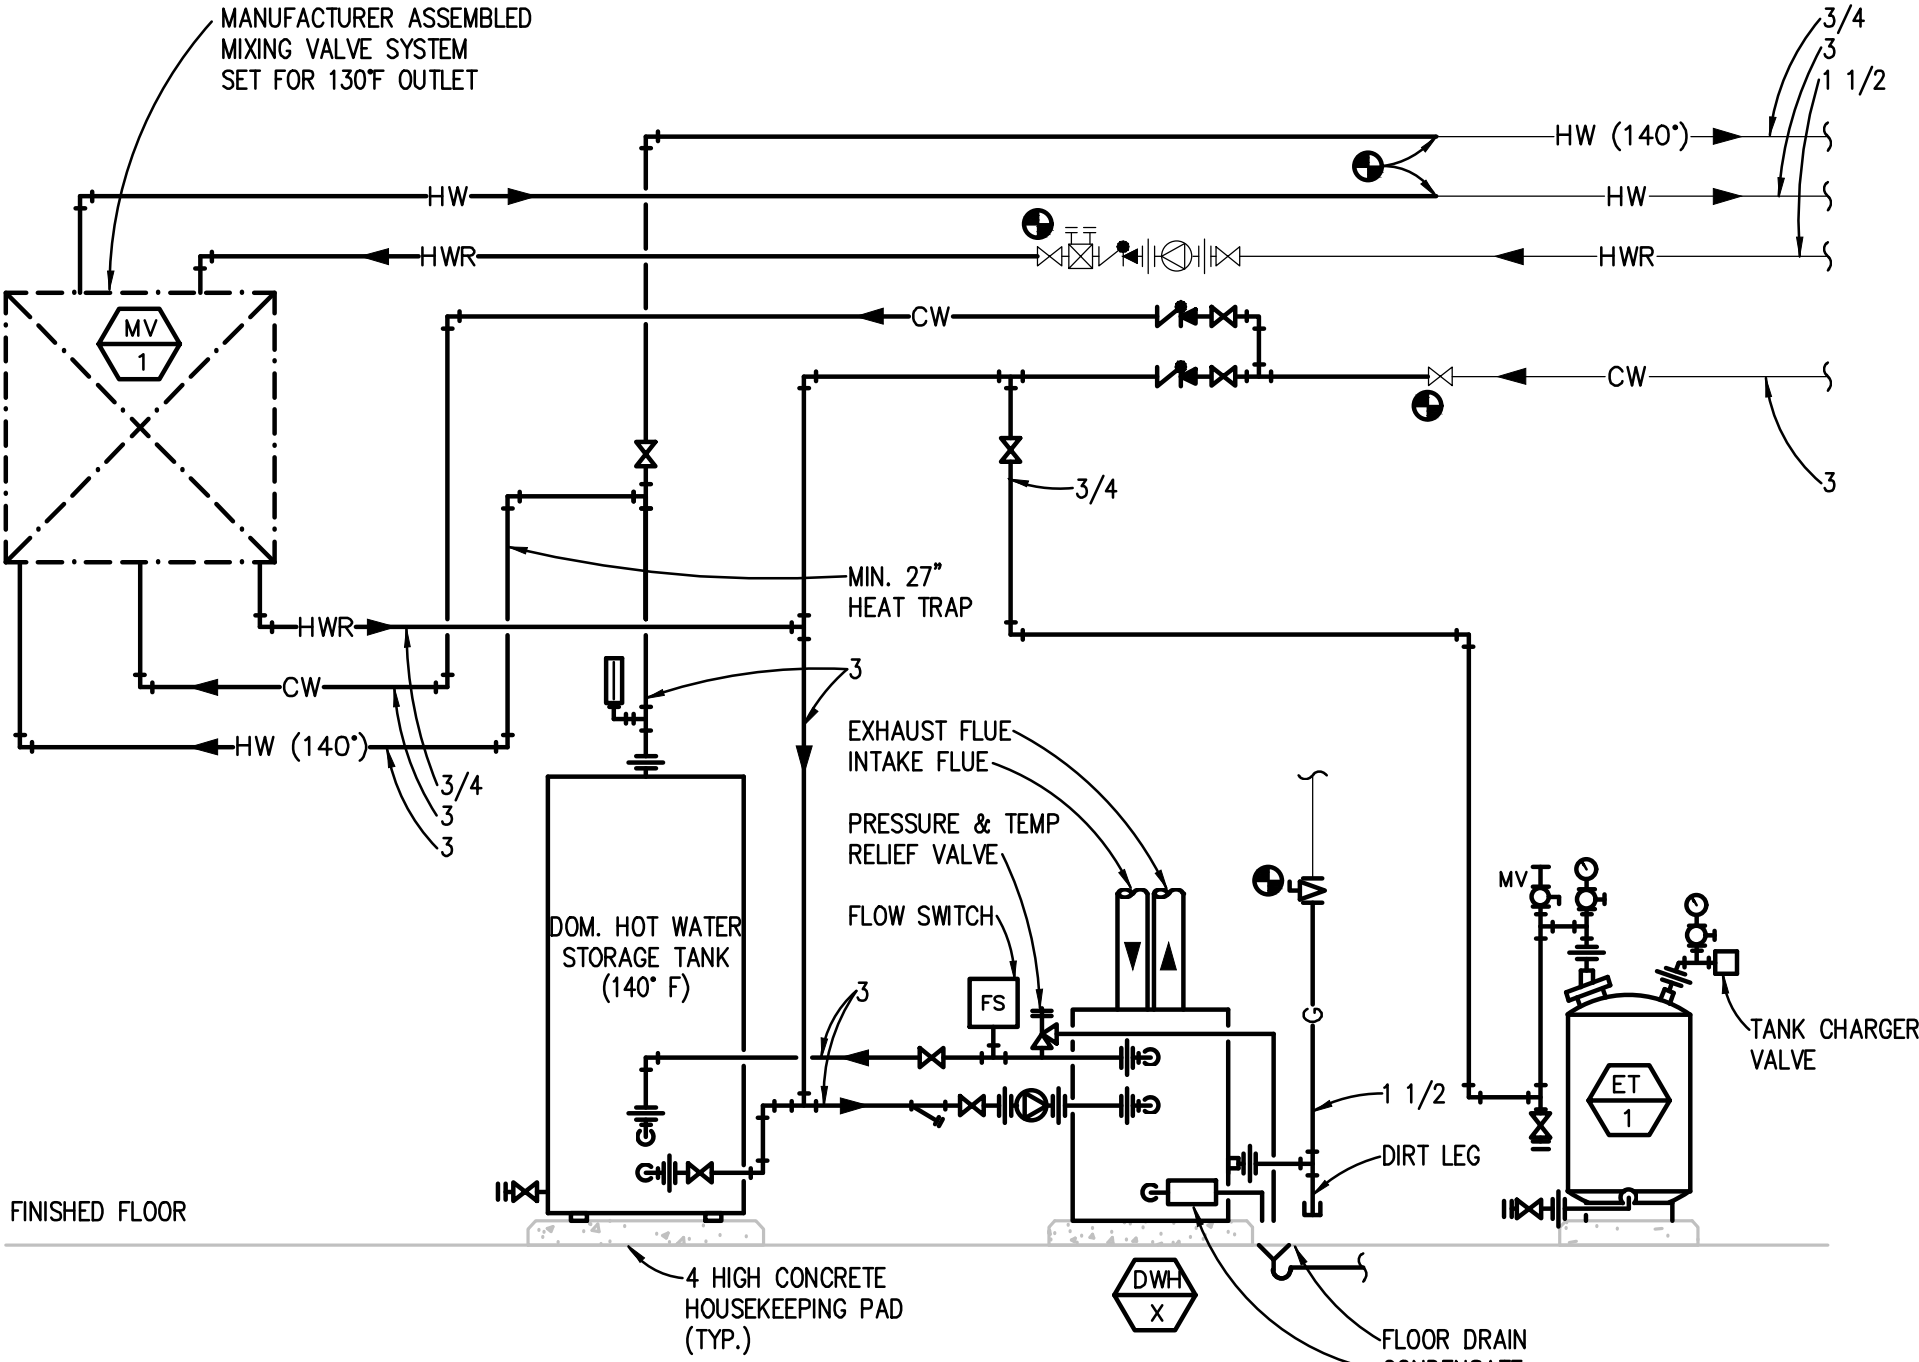 MANUFACTURER ASSEMBLED
MIXING VALVE SYSTEM
SET FOR 130°F OUTLET
3/4
3
1 1/2
HW (140°)
HW
HW
HWR
HWR
MV
1
CW
CW
3
3/4
MIN. 27"
HEAT TRAP
HWR
CW
HW (140°)
3/4
3
3
3
EXHAUST FLUE
INTAKE FLUE
PRESSURE & TEMP
RELIEF VALVE
FLOW SWITCH
FS
DOM. HOT WATER
STORAGE TANK
(140° F)
3
G
MV
TANK CHARGER
VALVE
ET
1
1 1/2
DIRT LEG
FINISHED FLOOR
4 HIGH CONCRETE
HOUSEKEEPING PAD
(TYP.)
DWH
X
FLOOR DRAIN